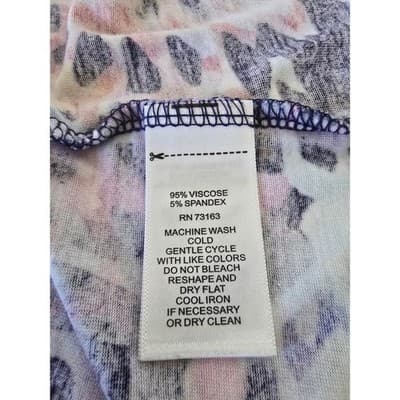 95% VISCOSE
5% SPANDEX
RN 73163
MACHINE WASH
COLD
GENTLE CYCLE
WITH LIKE COLORS
DO NOT BLEACH
RESHAPE AND
DRY FLAT
COOL IRON
IF NECESSARY
OR DRY CLEAN